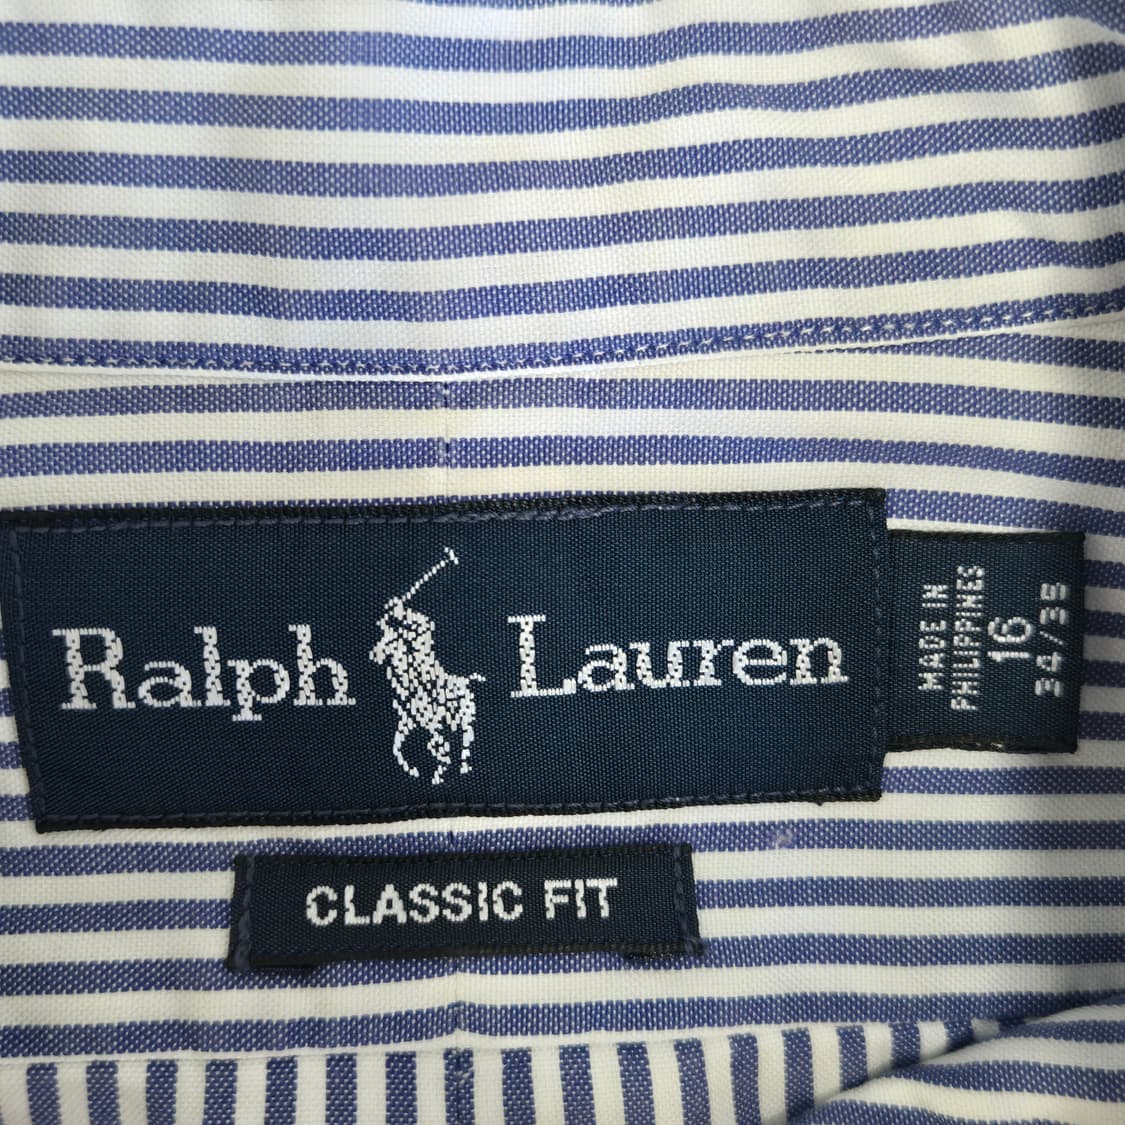 Ralph Lauren
MADE IN
PHILIPPINES
16
34/35
CLASSIC FIT